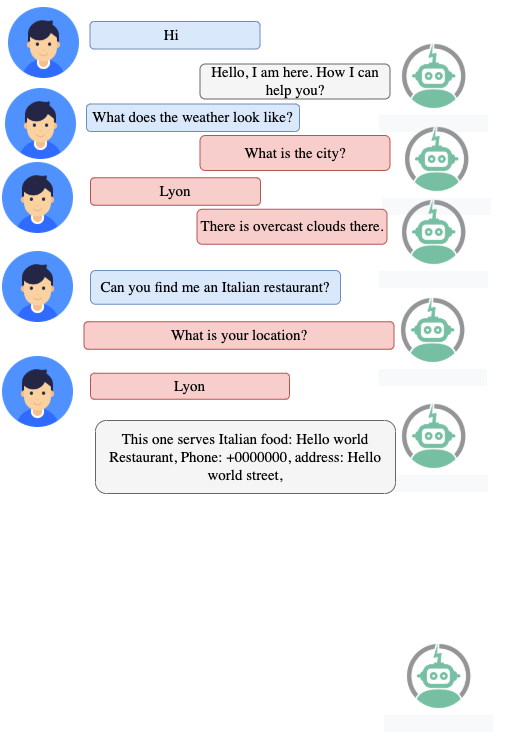 Hi
Hello, I am here. How I can
help you?
What does the weather look like?
What is the city?
Lyon
There is overcast clouds there.
Can you find me an Italian restaurant?
What is your location?
Lyon
This one serves Italian food: Hello world
Restaurant, Phone: +0000000, address: Hello
world street,